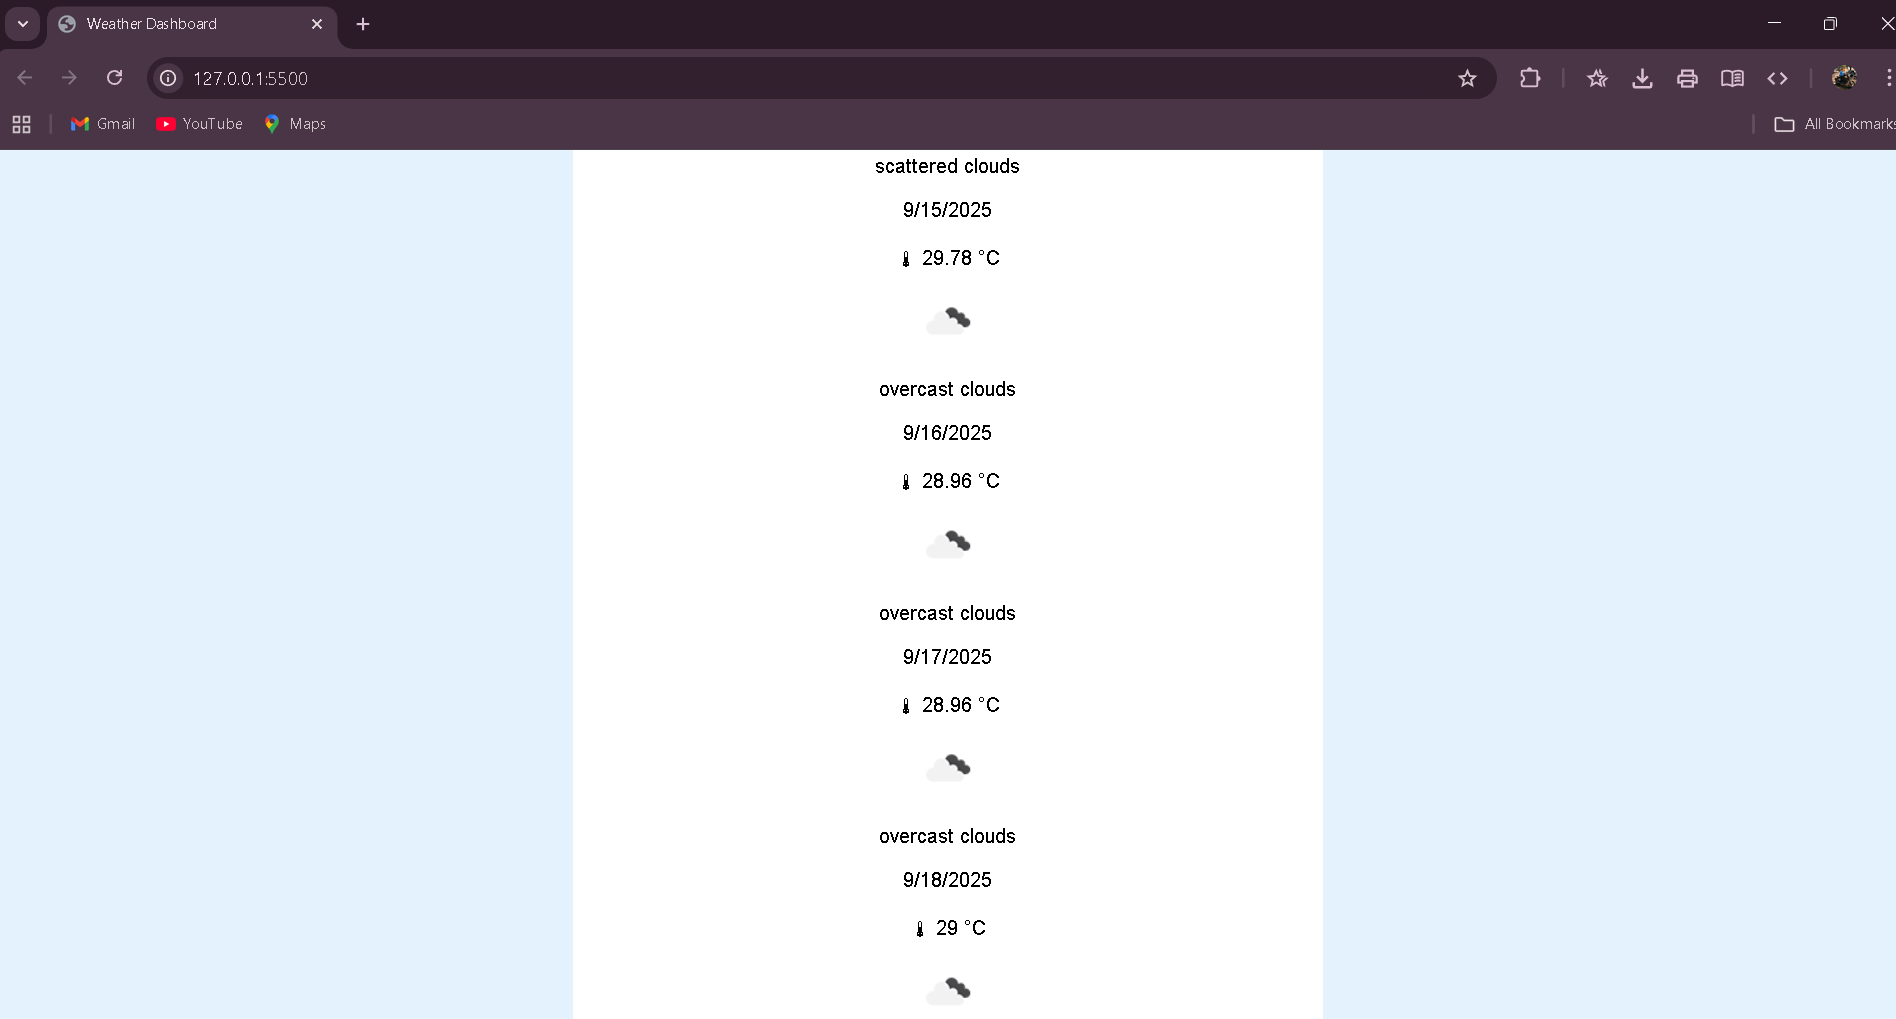 Weather Dashboard
127.0.0.1:5500
Gmail YouTube Maps All Bookmarks
scattered clouds
9/15/2025
29.78 °C
overcast clouds
9/16/2025
28.96 °C
overcast clouds
9/17/2025
28.96 °C
overcast clouds
9/18/2025
29 °C